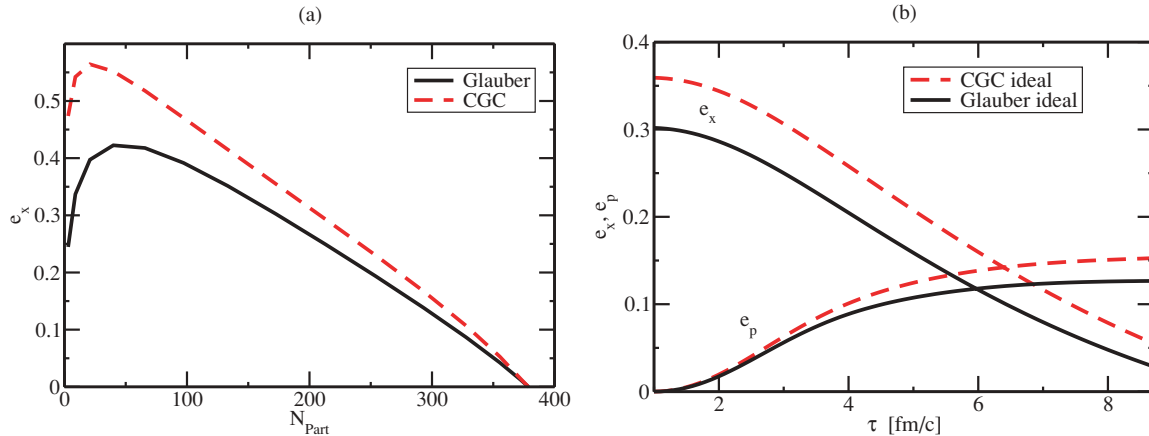 (a)
Glauber
CGC
e_x
0.5
0.4
0.3
0.2
0.1
0
0 100 200 300 400
N_Part
(b)
CGC ideal
Glauber ideal
e_x
e_p
e_x, e_p
0.4
0.3
0.2
0.1
0
2 4 6 8
τ [fm/c]